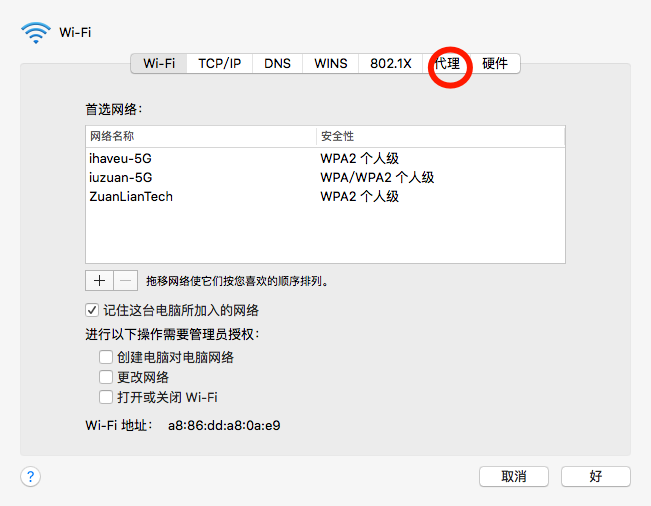 Wi-Fi
Wi-Fi TCP/IP DNS WINS 802.1X 代理 硬件
首选网络：
网络名称 安全性
ihaveu-5G WPA2 个人级
iuzuan-5G WPA/WPA2 个人级
ZuanLianTech WPA2 个人级
+ — 拖移网络使它们按您喜欢的顺序排列。
记住这台电脑所加入的网络
进行以下操作需要管理员授权：
创建电脑对电脑网络
更改网络
打开或关闭 Wi-Fi
Wi-Fi 地址： a8:86:dd:a8:0a:e9
? 取消 好